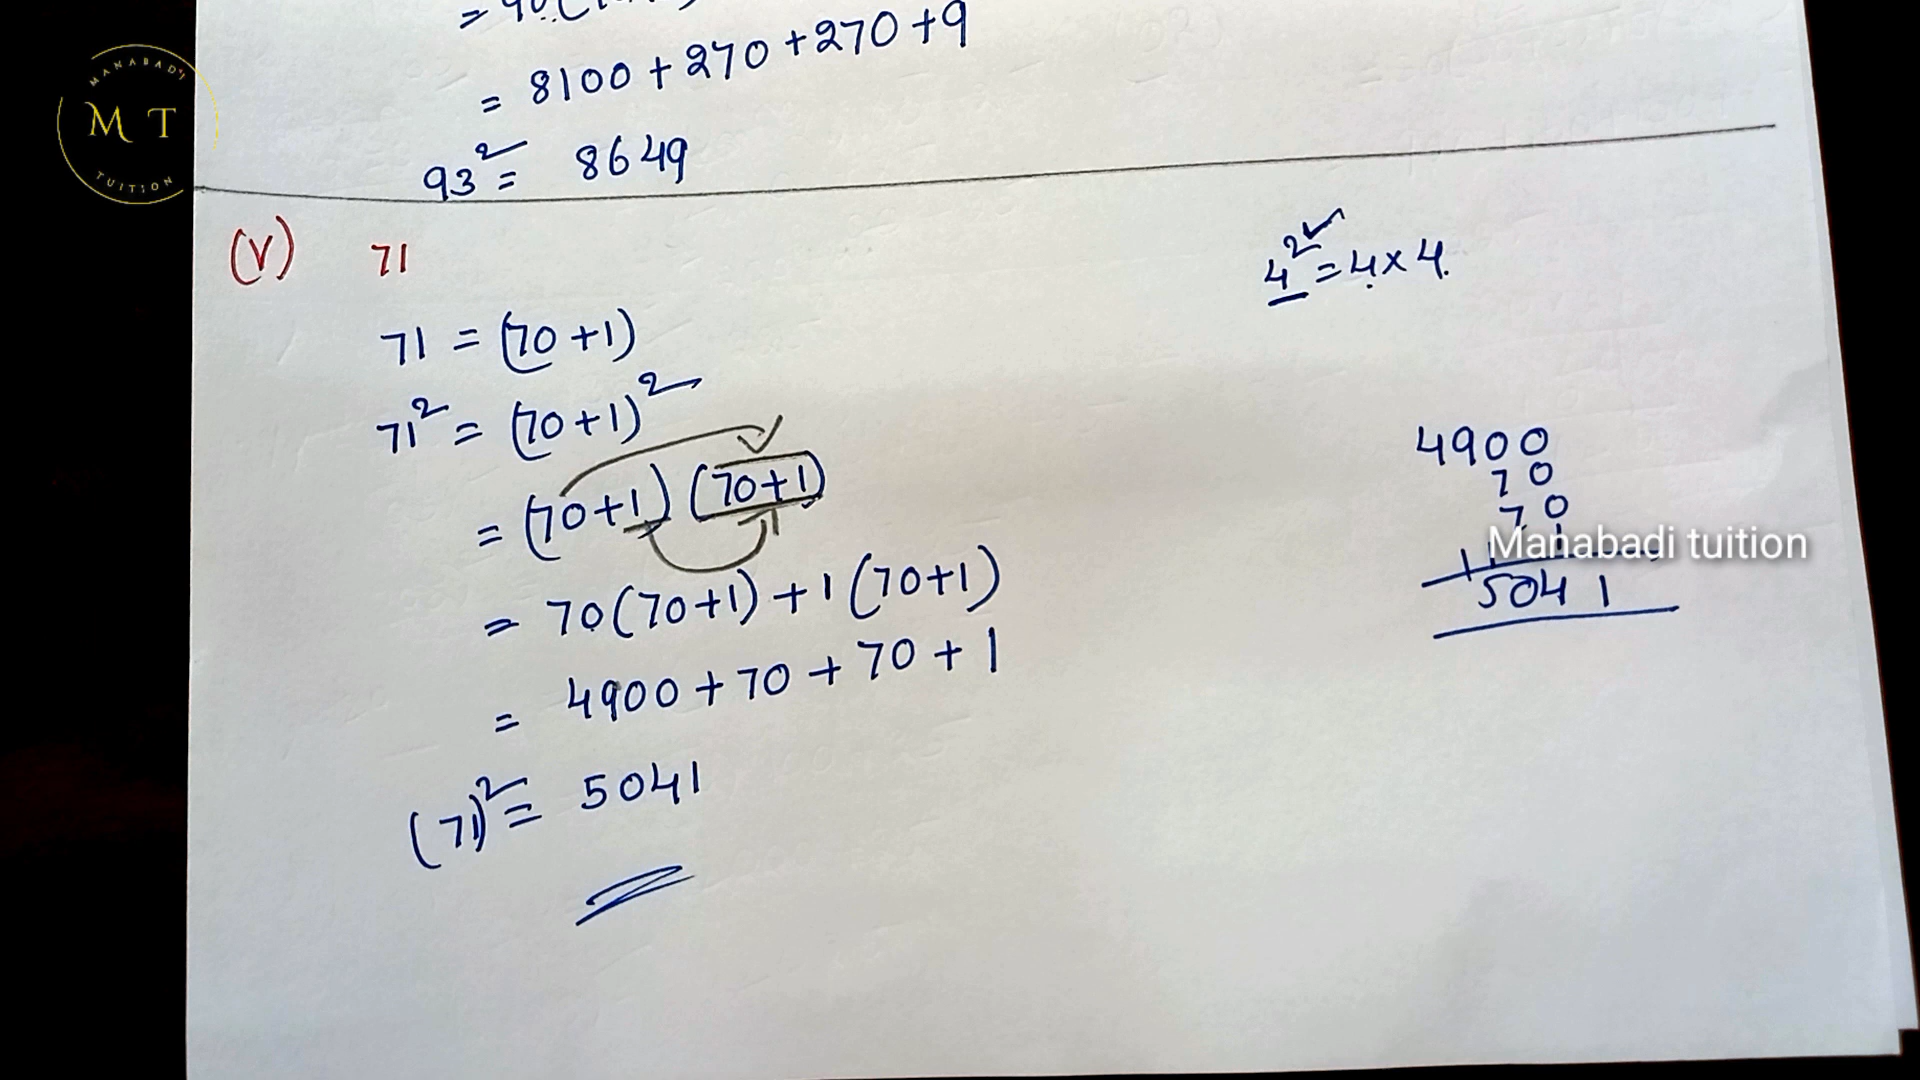 = 8100 + 270 + 270 + 9
93² = 8649
MANABADI
M T
TUITION
(V) 71
4² = 4 × 4.
71 = (70 + 1)
71² = (70 + 1)²
= (70 + 1) (70 + 1)
= 70 (70 + 1) + 1 (70 + 1)
= 4900 + 70 + 70 + 1
(71)² = 5041
4900
70
70
1
Manabadi tuition
5041